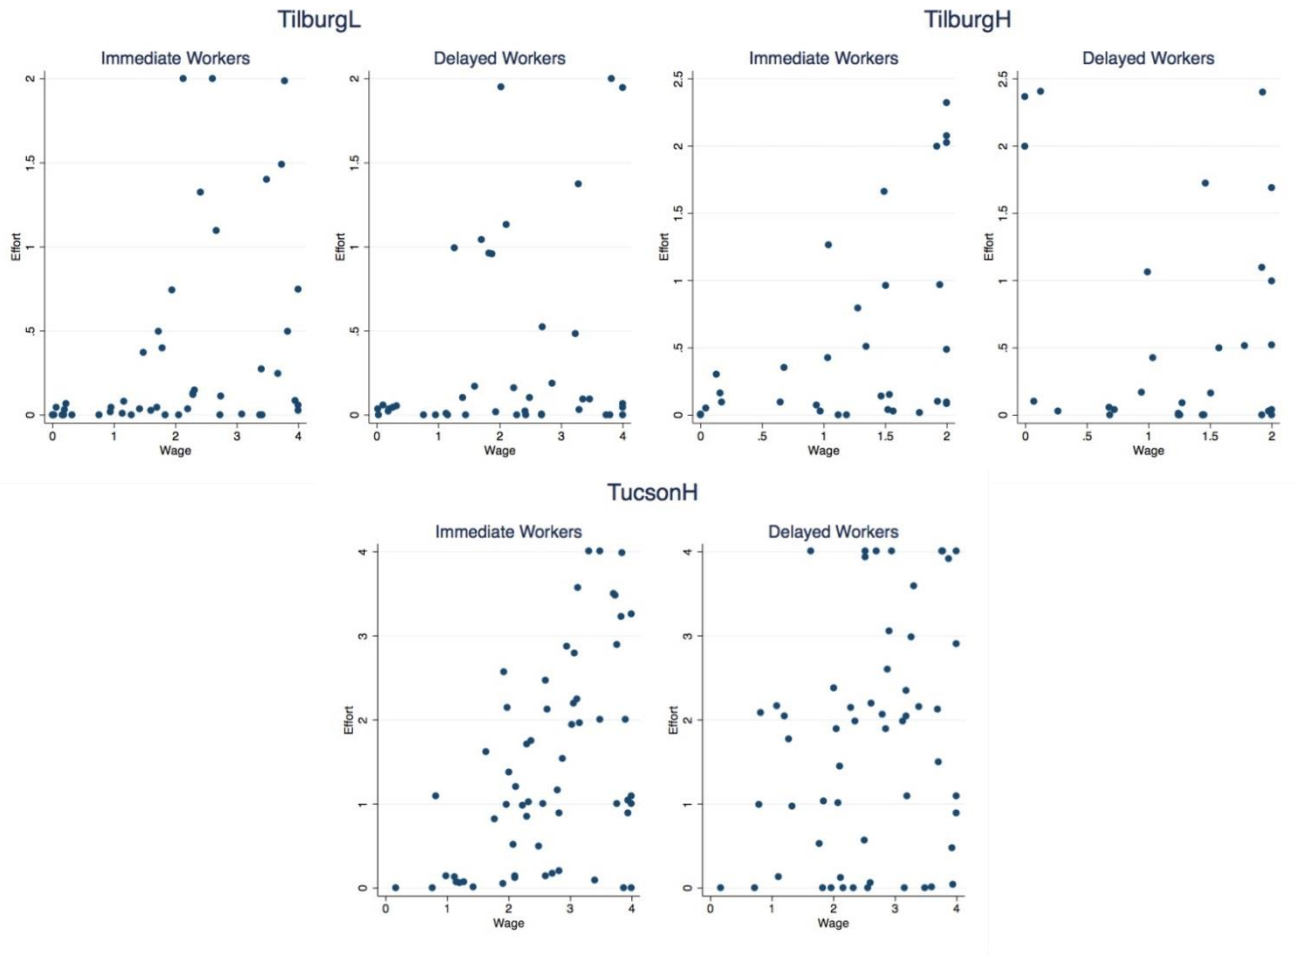 TilburgL
TilburgH
Immediate Workers
Delayed Workers
Immediate Workers
Delayed Workers
Effort
2
1.5
1
.5
0
0 1 2 3 4
Wage
Effort
2
1.5
1
.5
0
0 1 2 3 4
Wage
Effort
2.5
2
1.5
1
.5
0
0 .5 1 1.5 2
Wage
Effort
2.5
2
1.5
1
.5
0
0 .5 1 1.5 2
Wage
TucsonH
Immediate Workers
Delayed Workers
Effort
4
3
2
1
0
0 1 2 3 4
Wage
Effort
4
3
2
1
0
0 1 2 3 4
Wage